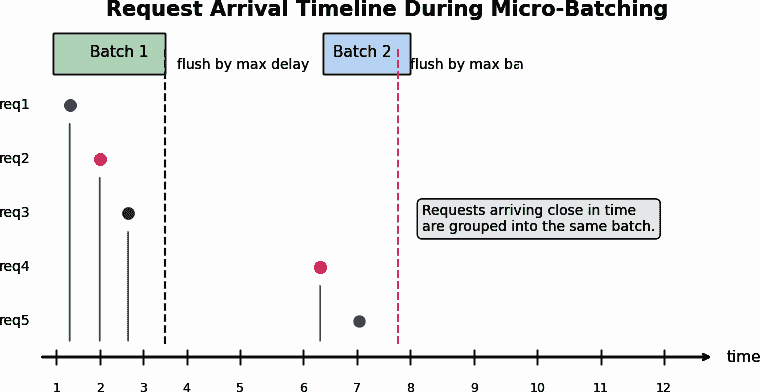 Request Arrival Timeline During Micro-Batching
Batch 1
Batch 2
flush by max delay
flush by max ba
req1
req2
req3
Requests arriving close in time
are grouped into the same batch.
req4
req5
time
1 2 3 4 5 6 7 8 9 10 11 12